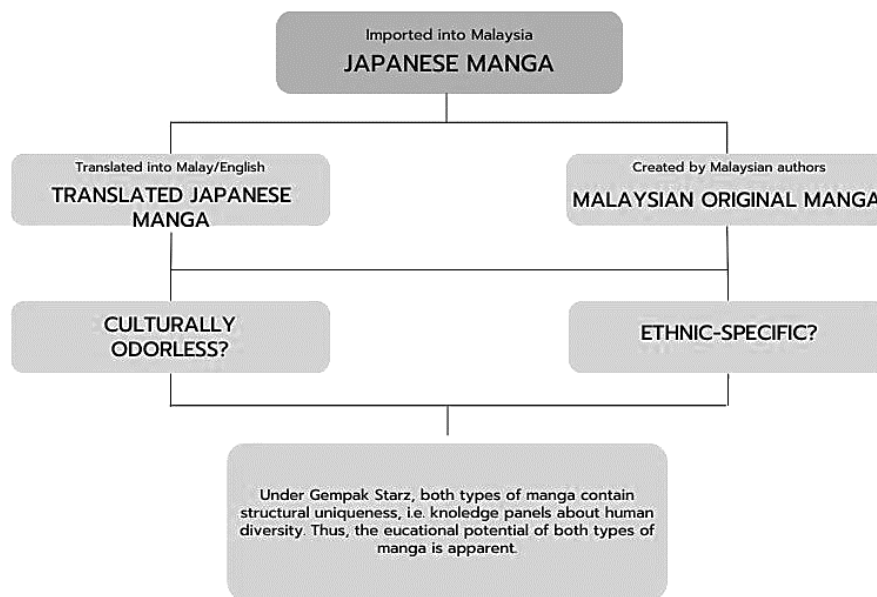 Imported into Malaysia
JAPANESE MANGA
Translated into Malay/English
TRANSLATED JAPANESE
MANGA
Created by Malaysian authors
MALAYSIAN ORIGINAL MANGA
CULTURALLY
ODORLESS?
ETHNIC-SPECIFIC?
Under Gempak Starz, both types of manga contain
structural uniqueness, i.e. knoledge panels about human
diversity. Thus, the eucational potential of both types of
manga is apparent.